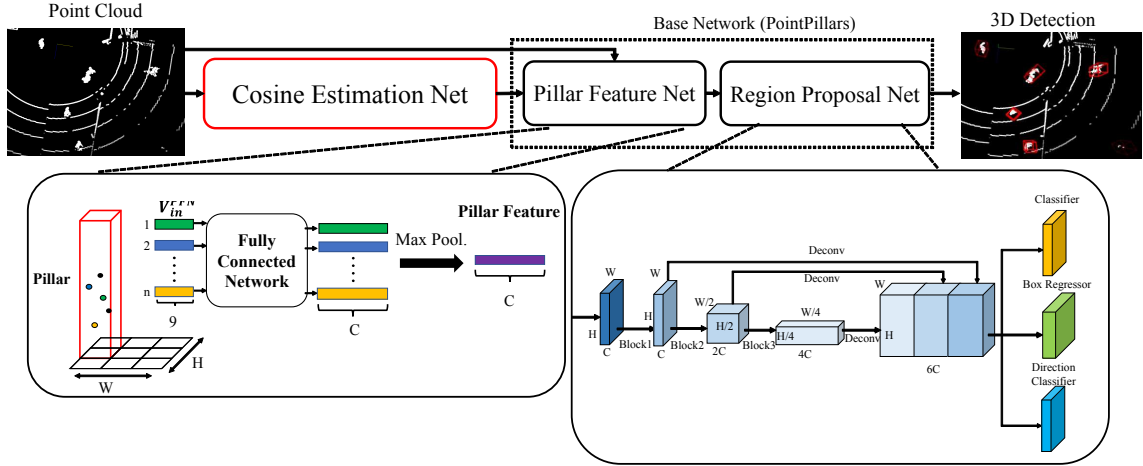 Point Cloud
Base Network (PointPillars)
3D Detection
Cosine Estimation Net
Pillar Feature Net
Region Proposal Net
Pillar
1
2
n
9
Fully
Connected
Network
C
Max Pool.
Pillar Feature
C
W
H
W
H
C
Block1
W
H
C
Block2
W/2
H/2
2C
Block3
W/4
H/4
4C
Deconv
Deconv
Deconv
W
H
6C
Classifier
Box Regressor
Direction
Classifier